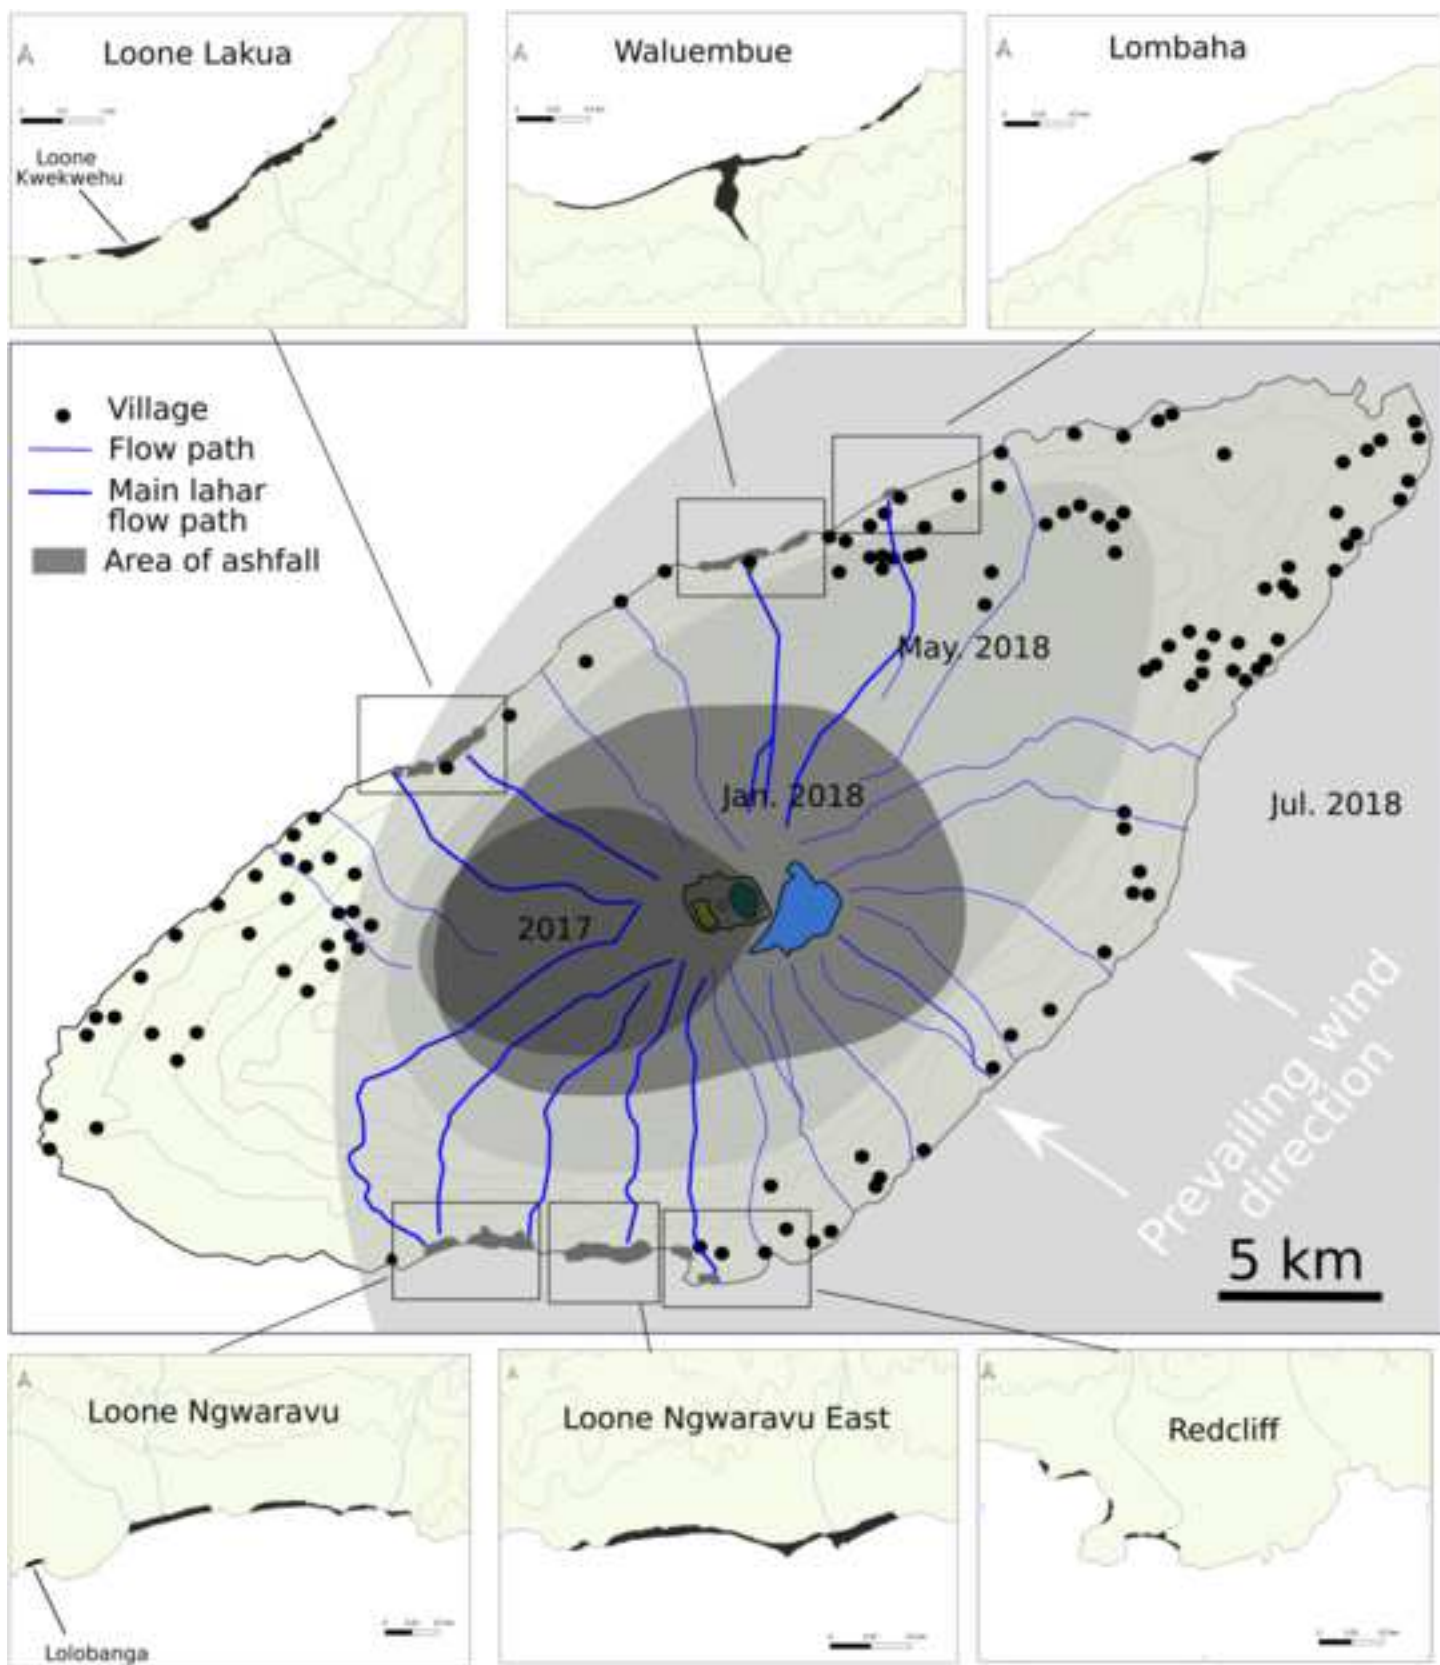 Loone Lakua
Loone
Kwekwehu
Waluembue
Lombaha
Village
Flow path
Main lahar
flow path
Area of ashfall
May. 2018
Jan. 2018
Jul. 2018
2017
Prevailing wind
direction
5 km
Loone Ngwaravu
Lolobanga
Loone Ngwaravu East
Redcliff